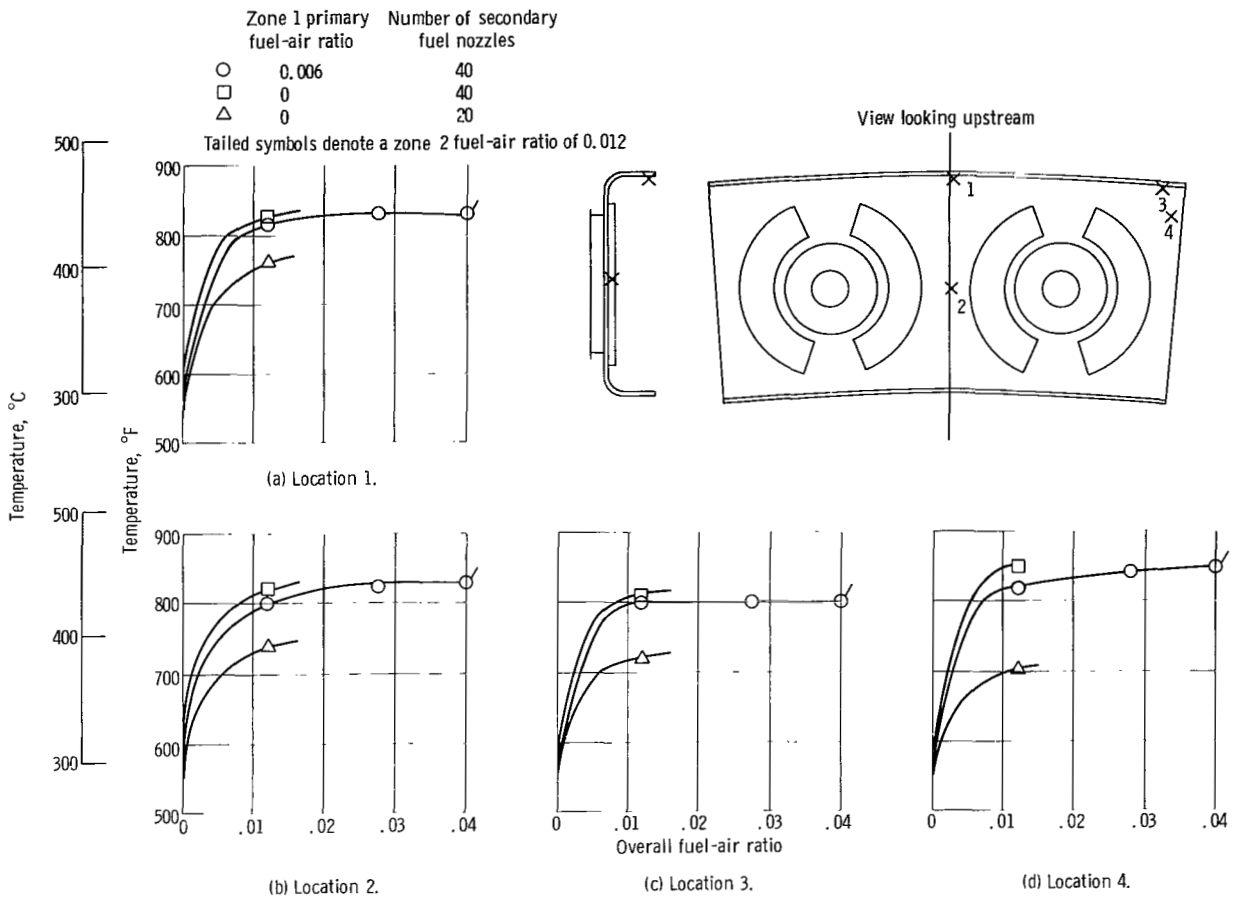 Zone 1 primary Number of secondary
fuel-air ratio fuel nozzles
0.006 40
0 40
0 20
Tailed symbols denote a zone 2 fuel-air ratio of 0.012
View looking upstream
500
400
300
Temperature, °C
900
800
700
600
500
Temperature, °F
1
2
3
4
(a) Location 1.
500
400
300
900
800
700
600
500
0 .01 .02 .03 .04
0 .01 .02 .03 .04
0 .01 .02 .03 .04
Overall fuel-air ratio
(b) Location 2.
(c) Location 3.
(d) Location 4.